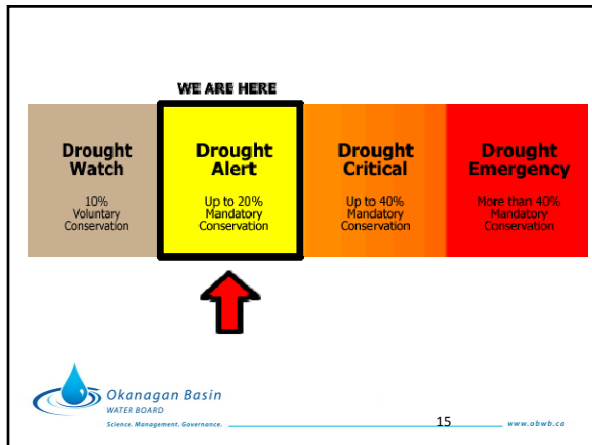 WE ARE HERE
Drought
Watch
10%
Voluntary
Conservation
Drought
Alert
Up to 20%
Mandatory
Conservation
Drought
Critical
Up to 40%
Mandatory
Conservation
Drought
Emergency
More than 40%
Mandatory
Conservation
Okanagan Basin
WATER BOARD
Science. Management. Governance.
15
www.obwb.ca